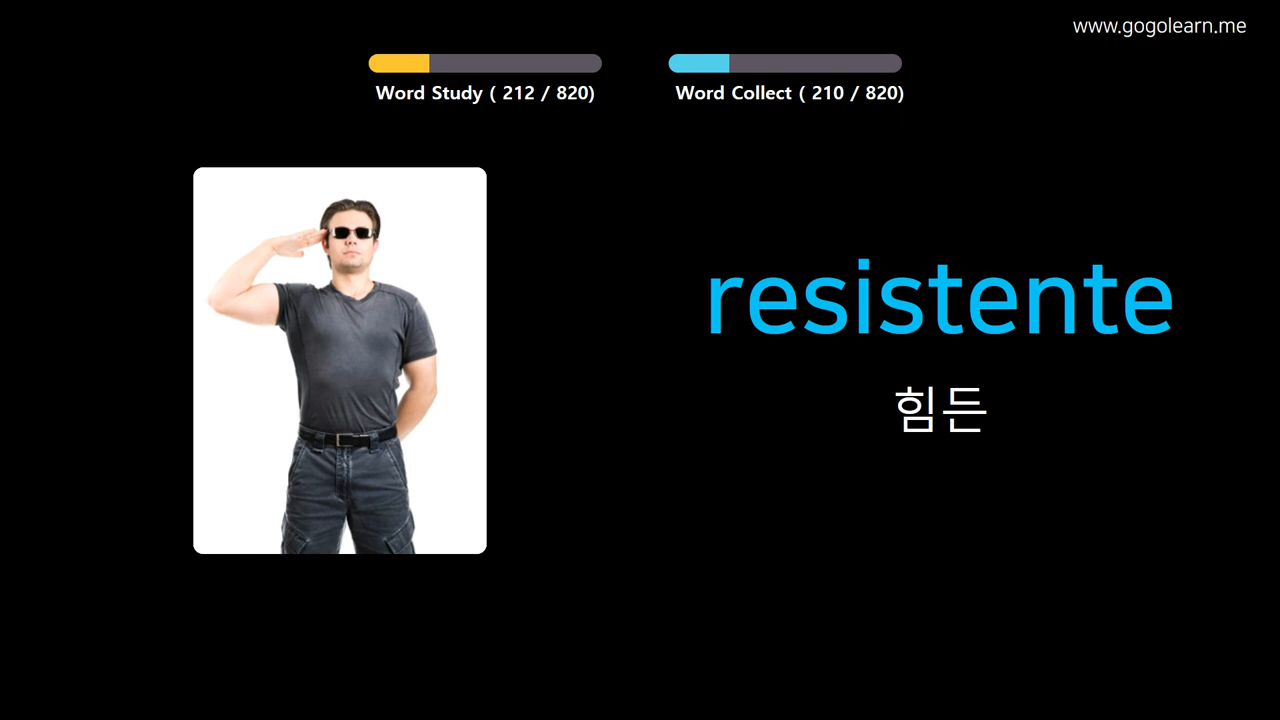 www.gogolearn.me
Word Study ( 212 / 820)
Word Collect ( 210 / 820)
resistente
힘든